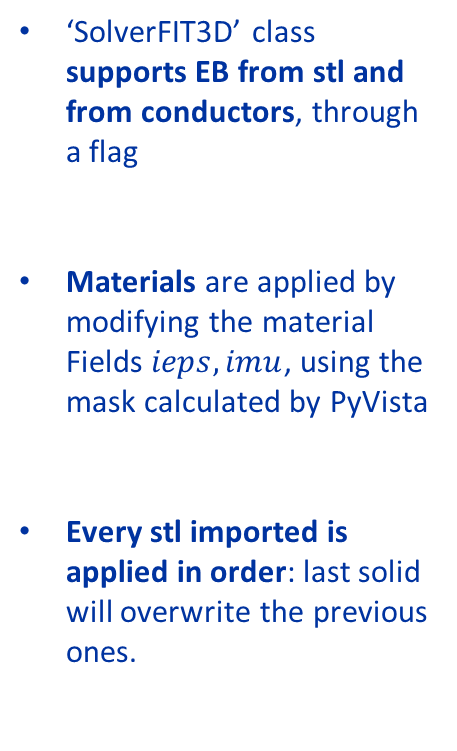 • ‘SolverFIT3D’ class
supports EB from stl and
from conductors, through
a flag
• Materials are applied by
modifying the material
Fields ieps, imu, using the
mask calculated by PyVista
• Every stl imported is
applied in order: last solid
will overwrite the previous
ones.